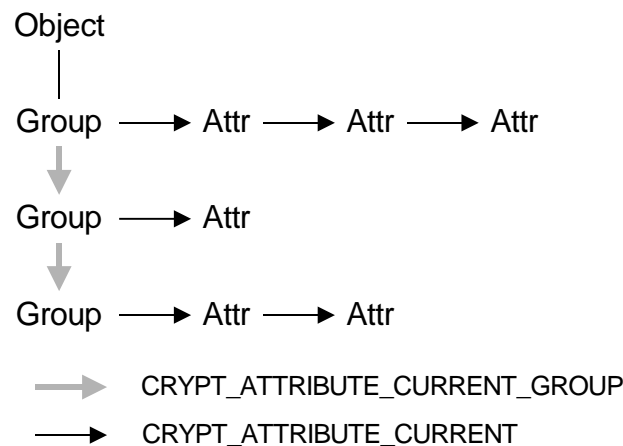 Object
Group Attr Attr Attr
Group Attr
Group Attr Attr
CRYPT_ATTRIBUTE_CURRENT_GROUP
CRYPT_ATTRIBUTE_CURRENT